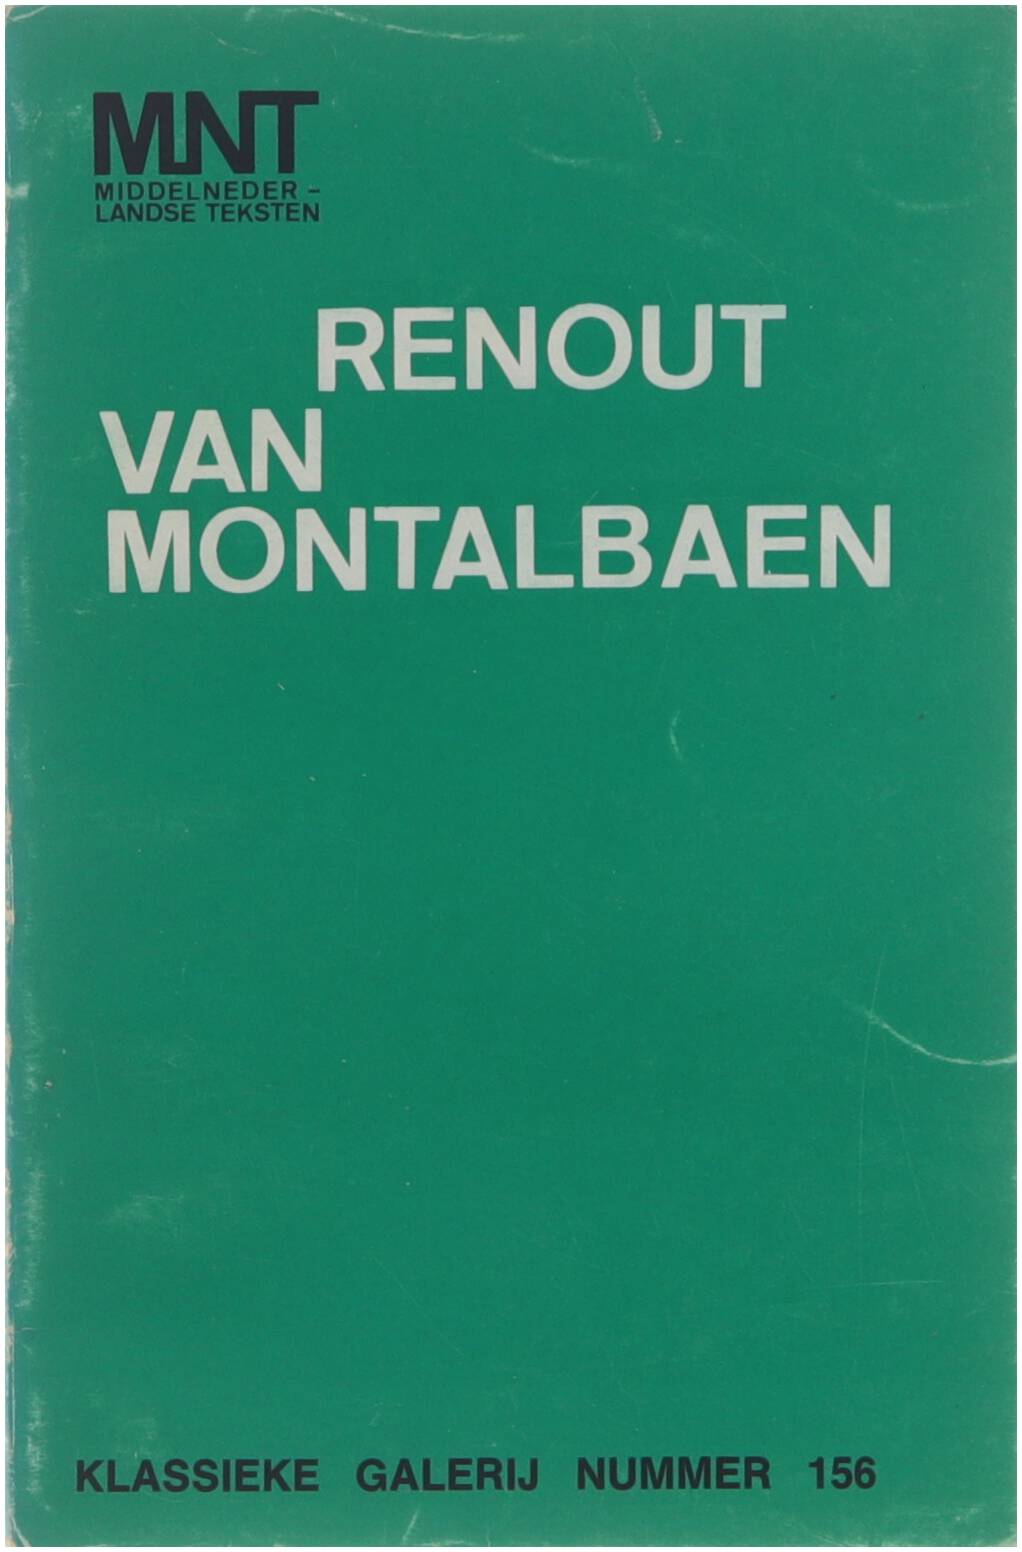 MNT
MIDDELNEDER-
LANDSE TEKSTEN
RENOUT
VAN
MONTALBAEN
KLASSIEKE GALERIJ NUMMER 156